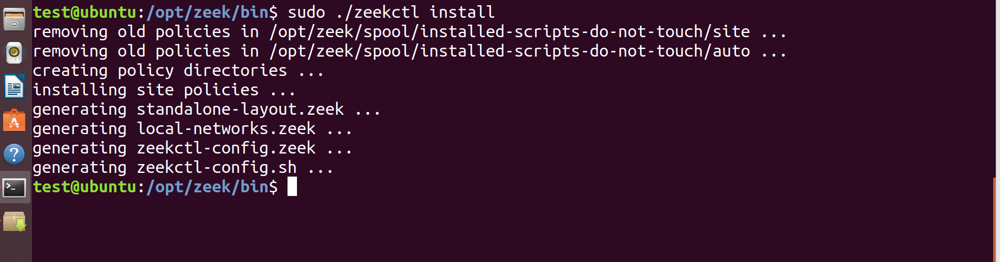 test@ubuntu:/opt/zeek/bin$ sudo ./zeekctl install
removing old policies in /opt/zeek/spool/installed-scripts-do-not-touch/site ...
removing old policies in /opt/zeek/spool/installed-scripts-do-not-touch/auto ...
creating policy directories ...
installing site policies ...
generating standalone-layout.zeek ...
generating local-networks.zeek ...
generating zeekctl-config.zeek ...
generating zeekctl-config.sh ...
test@ubuntu:/opt/zeek/bin$